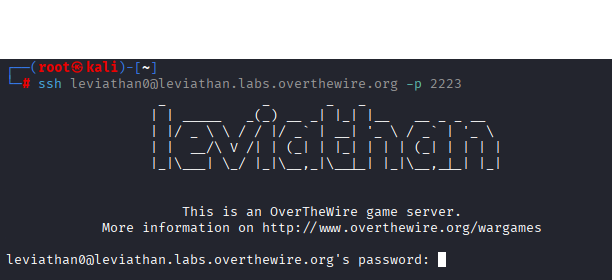 ┌──(root㉿kali)-[~]
└─# ssh leviathan0@leviathan.labs.overthewire.org -p 2223
leviathan
This is an OverTheWire game server.
More information on http://www.overthewire.org/wargames
leviathan0@leviathan.labs.overthewire.org's password: